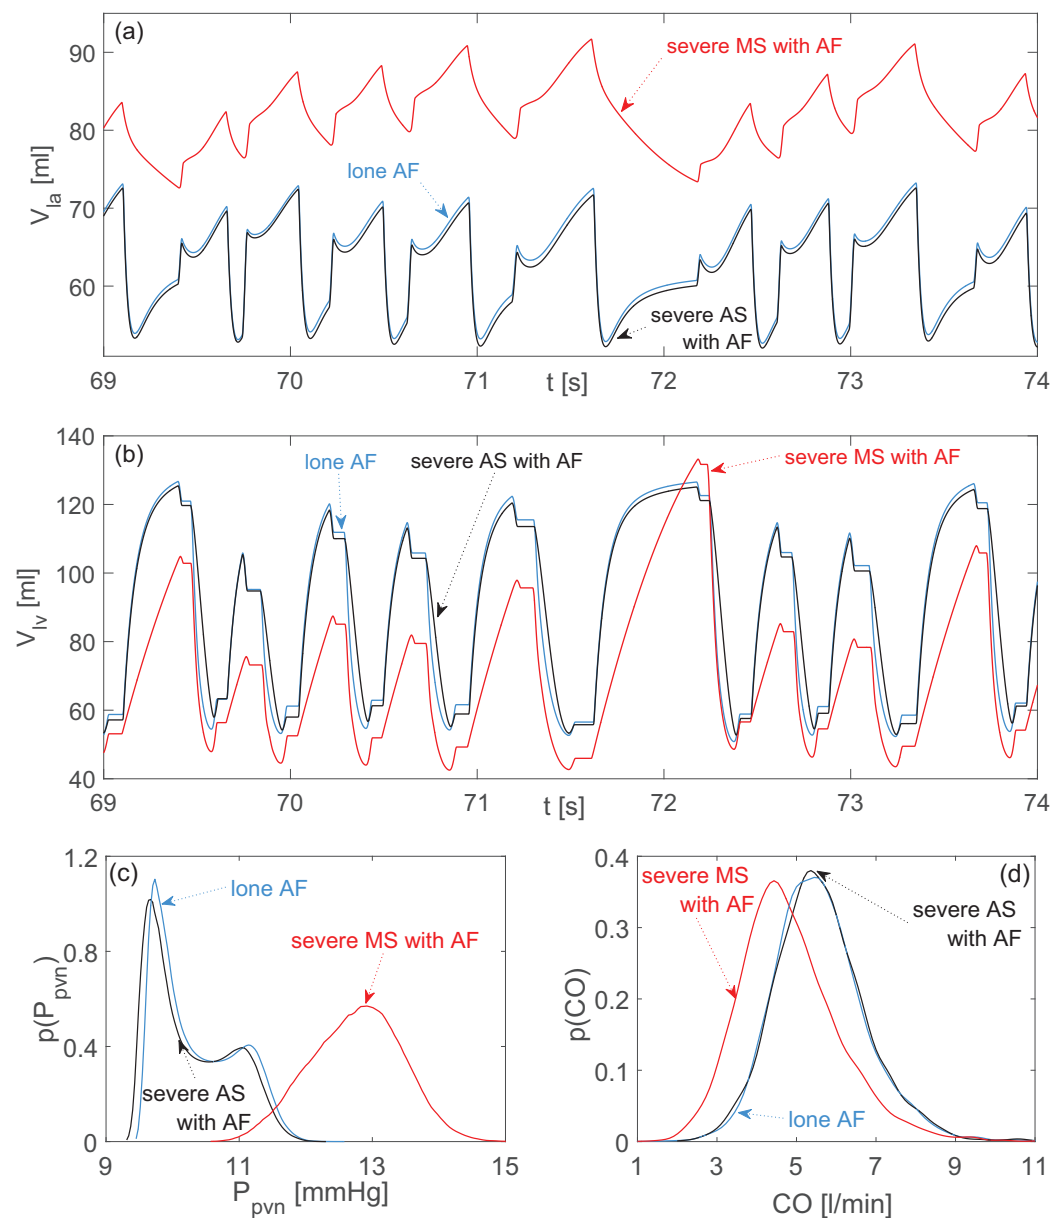 (a)
severe MS with AF
lone AF
severe AS
with AF
V_la [ml]
90
80
70
60
69 70 71 72 73 74
t [s]
(b)
lone AF
severe AS with AF
severe MS with AF
V_lv [ml]
140
120
100
80
60
40
69 70 71 72 73 74
t [s]
(c)
lone AF
severe MS with AF
severe AS
with AF
p(P_pvn)
1.2
0.8
0.4
0
9 11 13 15
P_pvn [mmHg]
(d)
severe MS
with AF
severe AS
with AF
lone AF
p(CO)
0.4
0.3
0.2
0.1
0
1 3 5 7 9 11
CO [l/min]